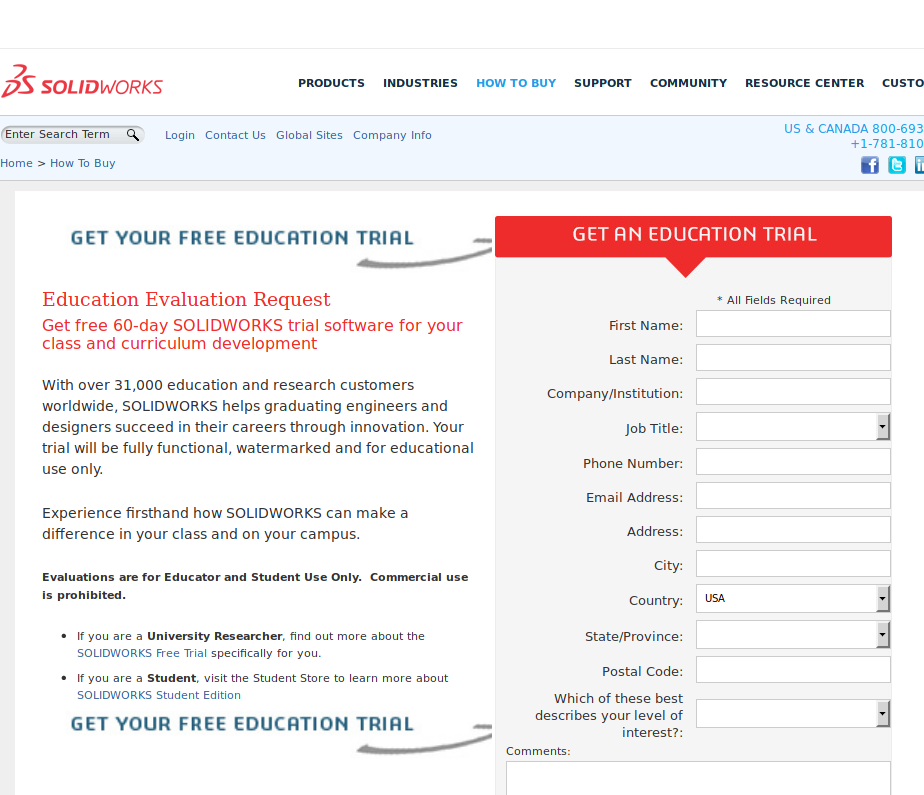 SOLIDWORKS
PRODUCTS INDUSTRIES HOW TO BUY SUPPORT COMMUNITY RESOURCE CENTER CUSTO
Enter Search Term
Login Contact Us Global Sites Company Info
US & CANADA 800-693
+1-781-810
Home > How To Buy
GET YOUR FREE EDUCATION TRIAL
Education Evaluation Request
Get free 60-day SOLIDWORKS trial software for your
class and curriculum development
With over 31,000 education and research customers
worldwide, SOLIDWORKS helps graduating engineers and
designers succeed in their careers through innovation. Your
trial will be fully functional, watermarked and for educational
use only.
Experience firsthand how SOLIDWORKS can make a
difference in your class and on your campus.
Evaluations are for Educator and Student Use Only.  Commercial use
is prohibited.
• If you are a University Researcher, find out more about the
SOLIDWORKS Free Trial specifically for you.
• If you are a Student, visit the Student Store to learn more about
SOLIDWORKS Student Edition
GET YOUR FREE EDUCATION TRIAL
GET AN EDUCATION TRIAL
* All Fields Required
First Name:
Last Name:
Company/Institution:
Job Title:
Phone Number:
Email Address:
Address:
City:
Country: USA
State/Province:
Postal Code:
Which of these best
describes your level of
interest?:
Comments: